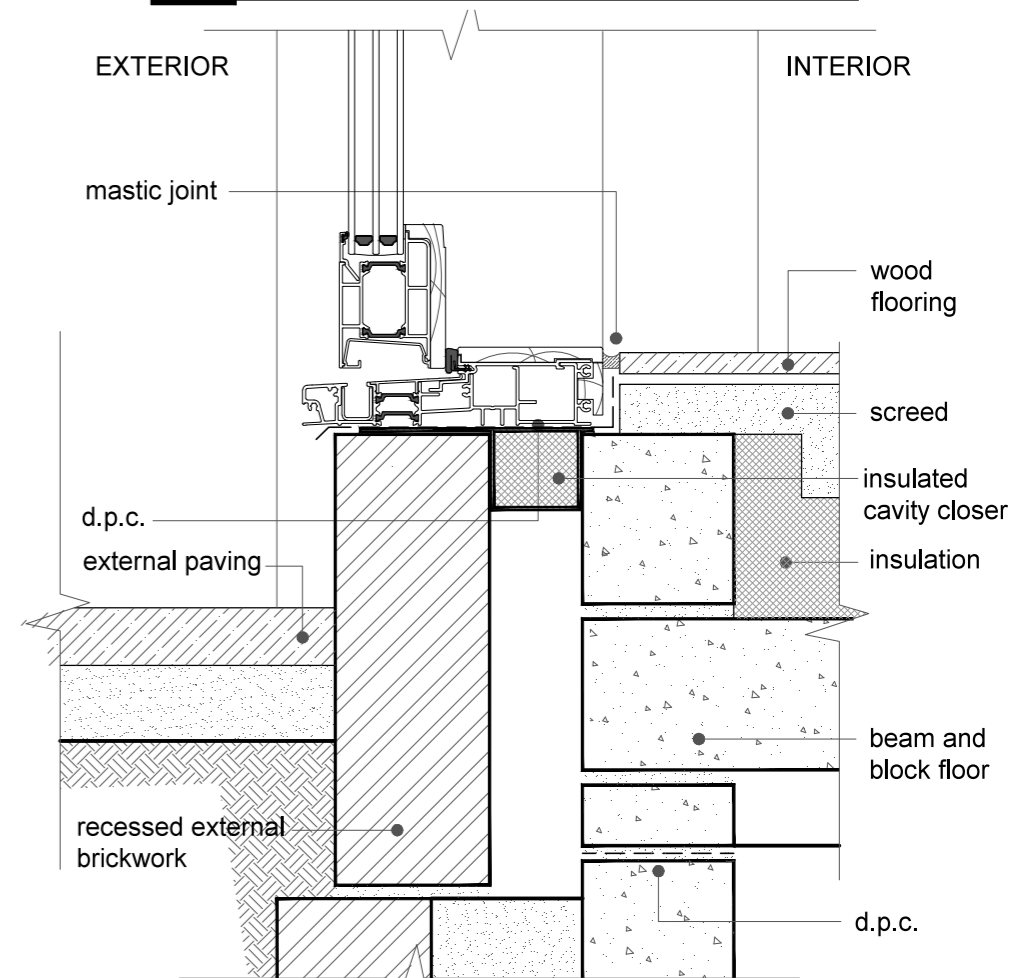 EXTERIOR
INTERIOR
mastic joint
wood
flooring
screed
insulated
cavity closer
d.p.c.
external paving
insulation
beam and
block floor
recessed external
brickwork
d.p.c.